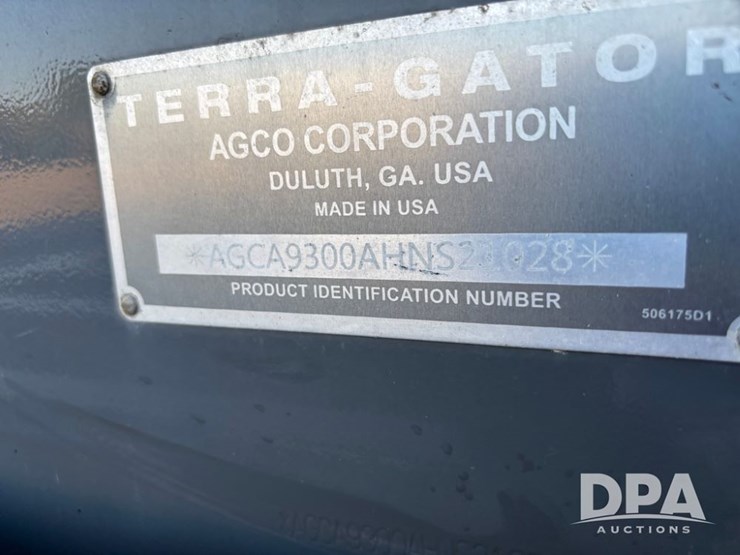 TERRA-GATOR
AGCO CORPORATION
DULUTH, GA. USA
MADE IN USA
PRODUCT IDENTIFICATION NUMBER
506175D1
DPA
AUCTIONS